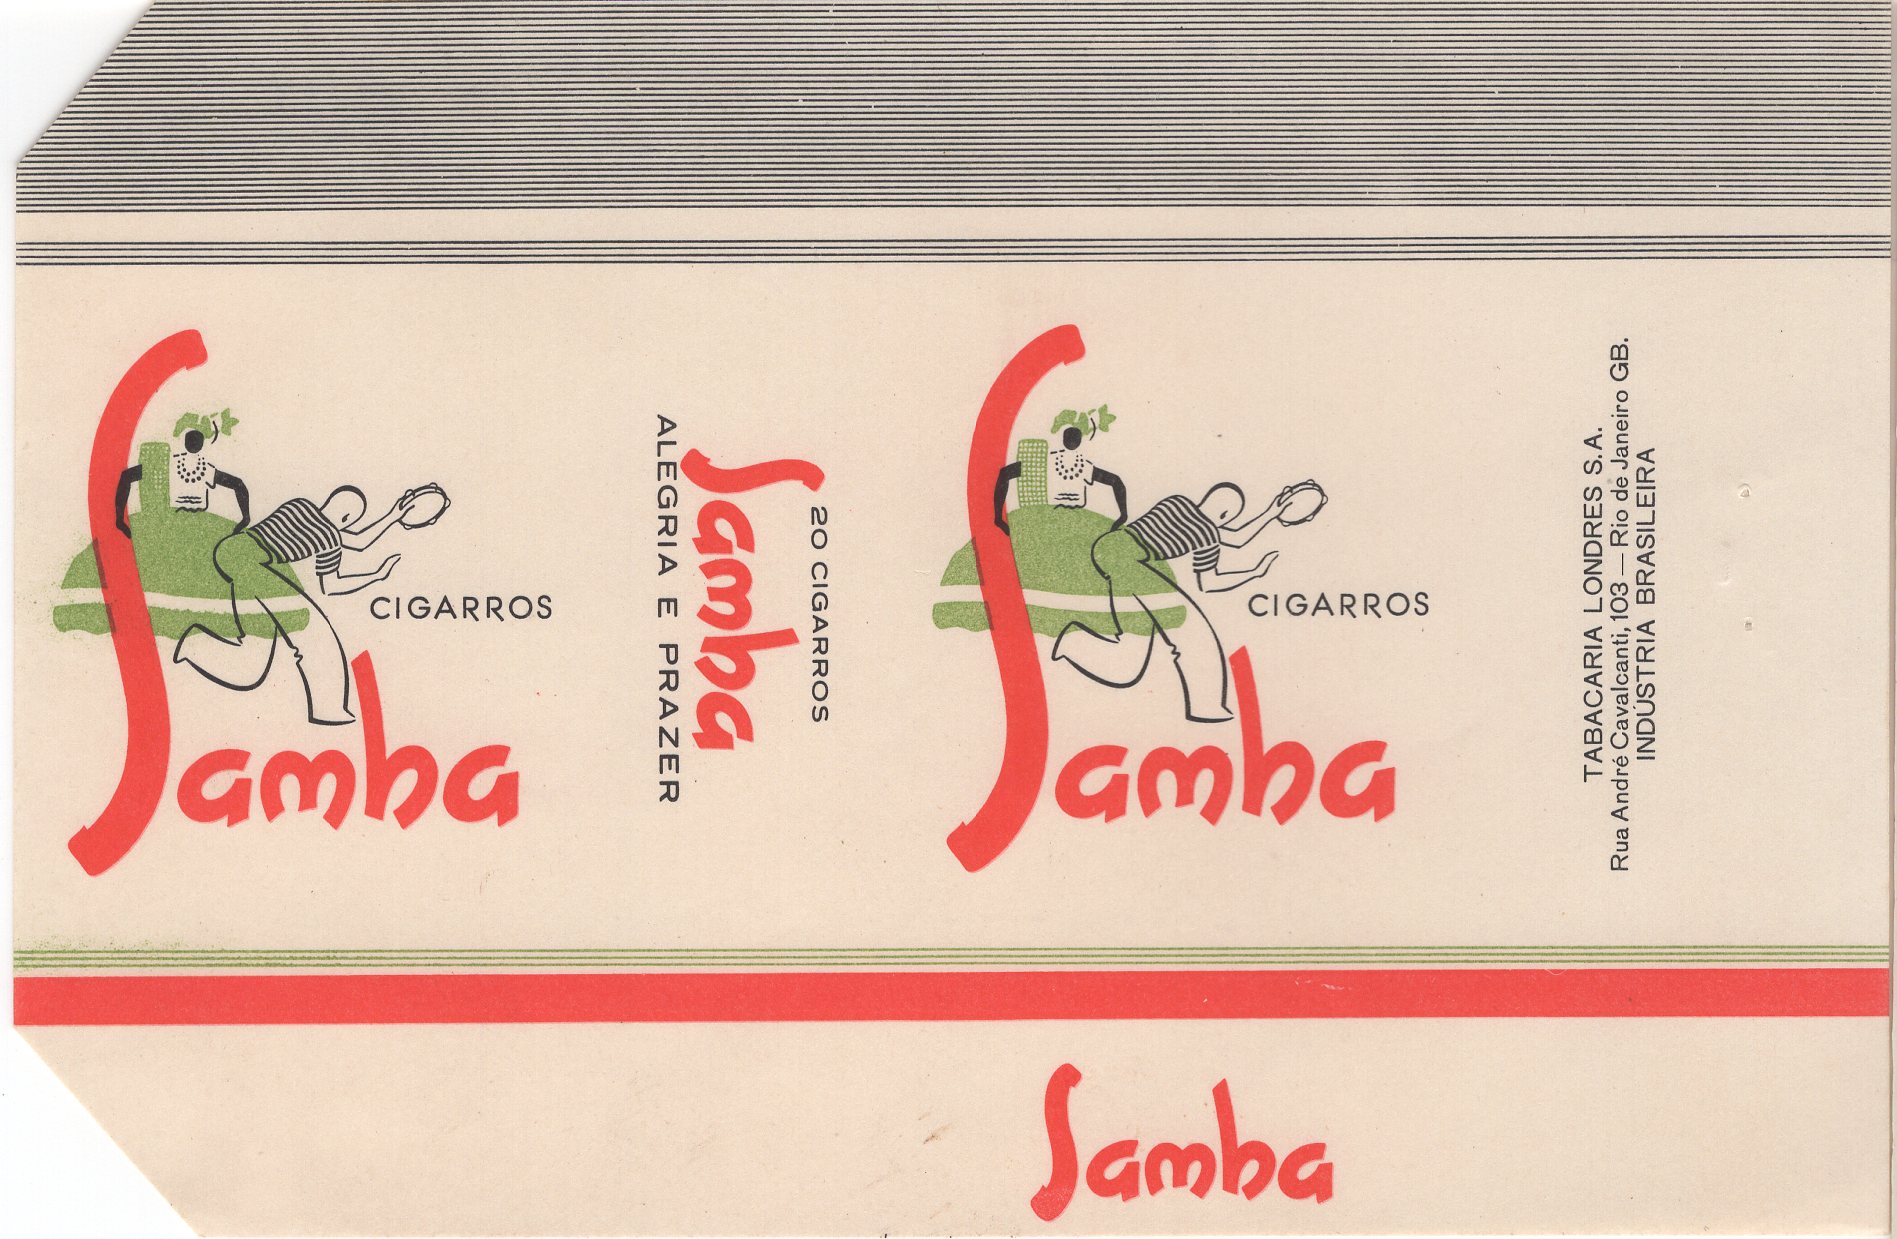 CIGARROS
Samba
20 CIGARROS
Samba
ALEGRIA E PRAZER
CIGARROS
Samba
TABACARIA LONDRES S.A.
Rua André Cavalcanti, 103 — Rio de Janeiro GB.
INDÚSTRIA BRASILEIRA
Samba